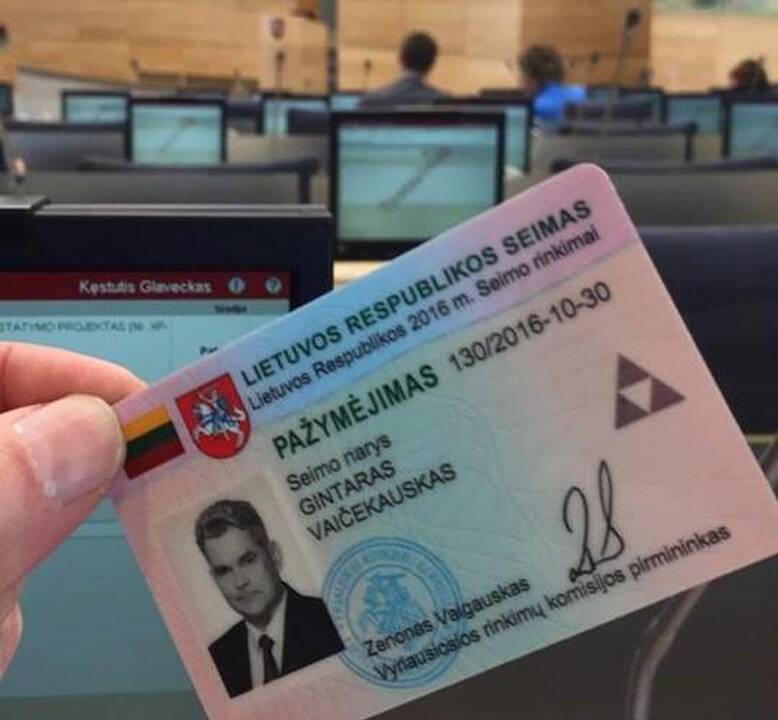 Kęstutis Glaveckas
LIETUVOS RESPUBLIKOS SEIMAS
Lietuvos Respublikos 2016 m. Seimo rinkimai
PAŽYMĖJIMAS 130/2016-10-30
Seimo narys
GINTARAS
VAIČEKAUSKAS
Zenonas Vaigauskas
Vyriausiosios rinkimų komisijos pirmininkas